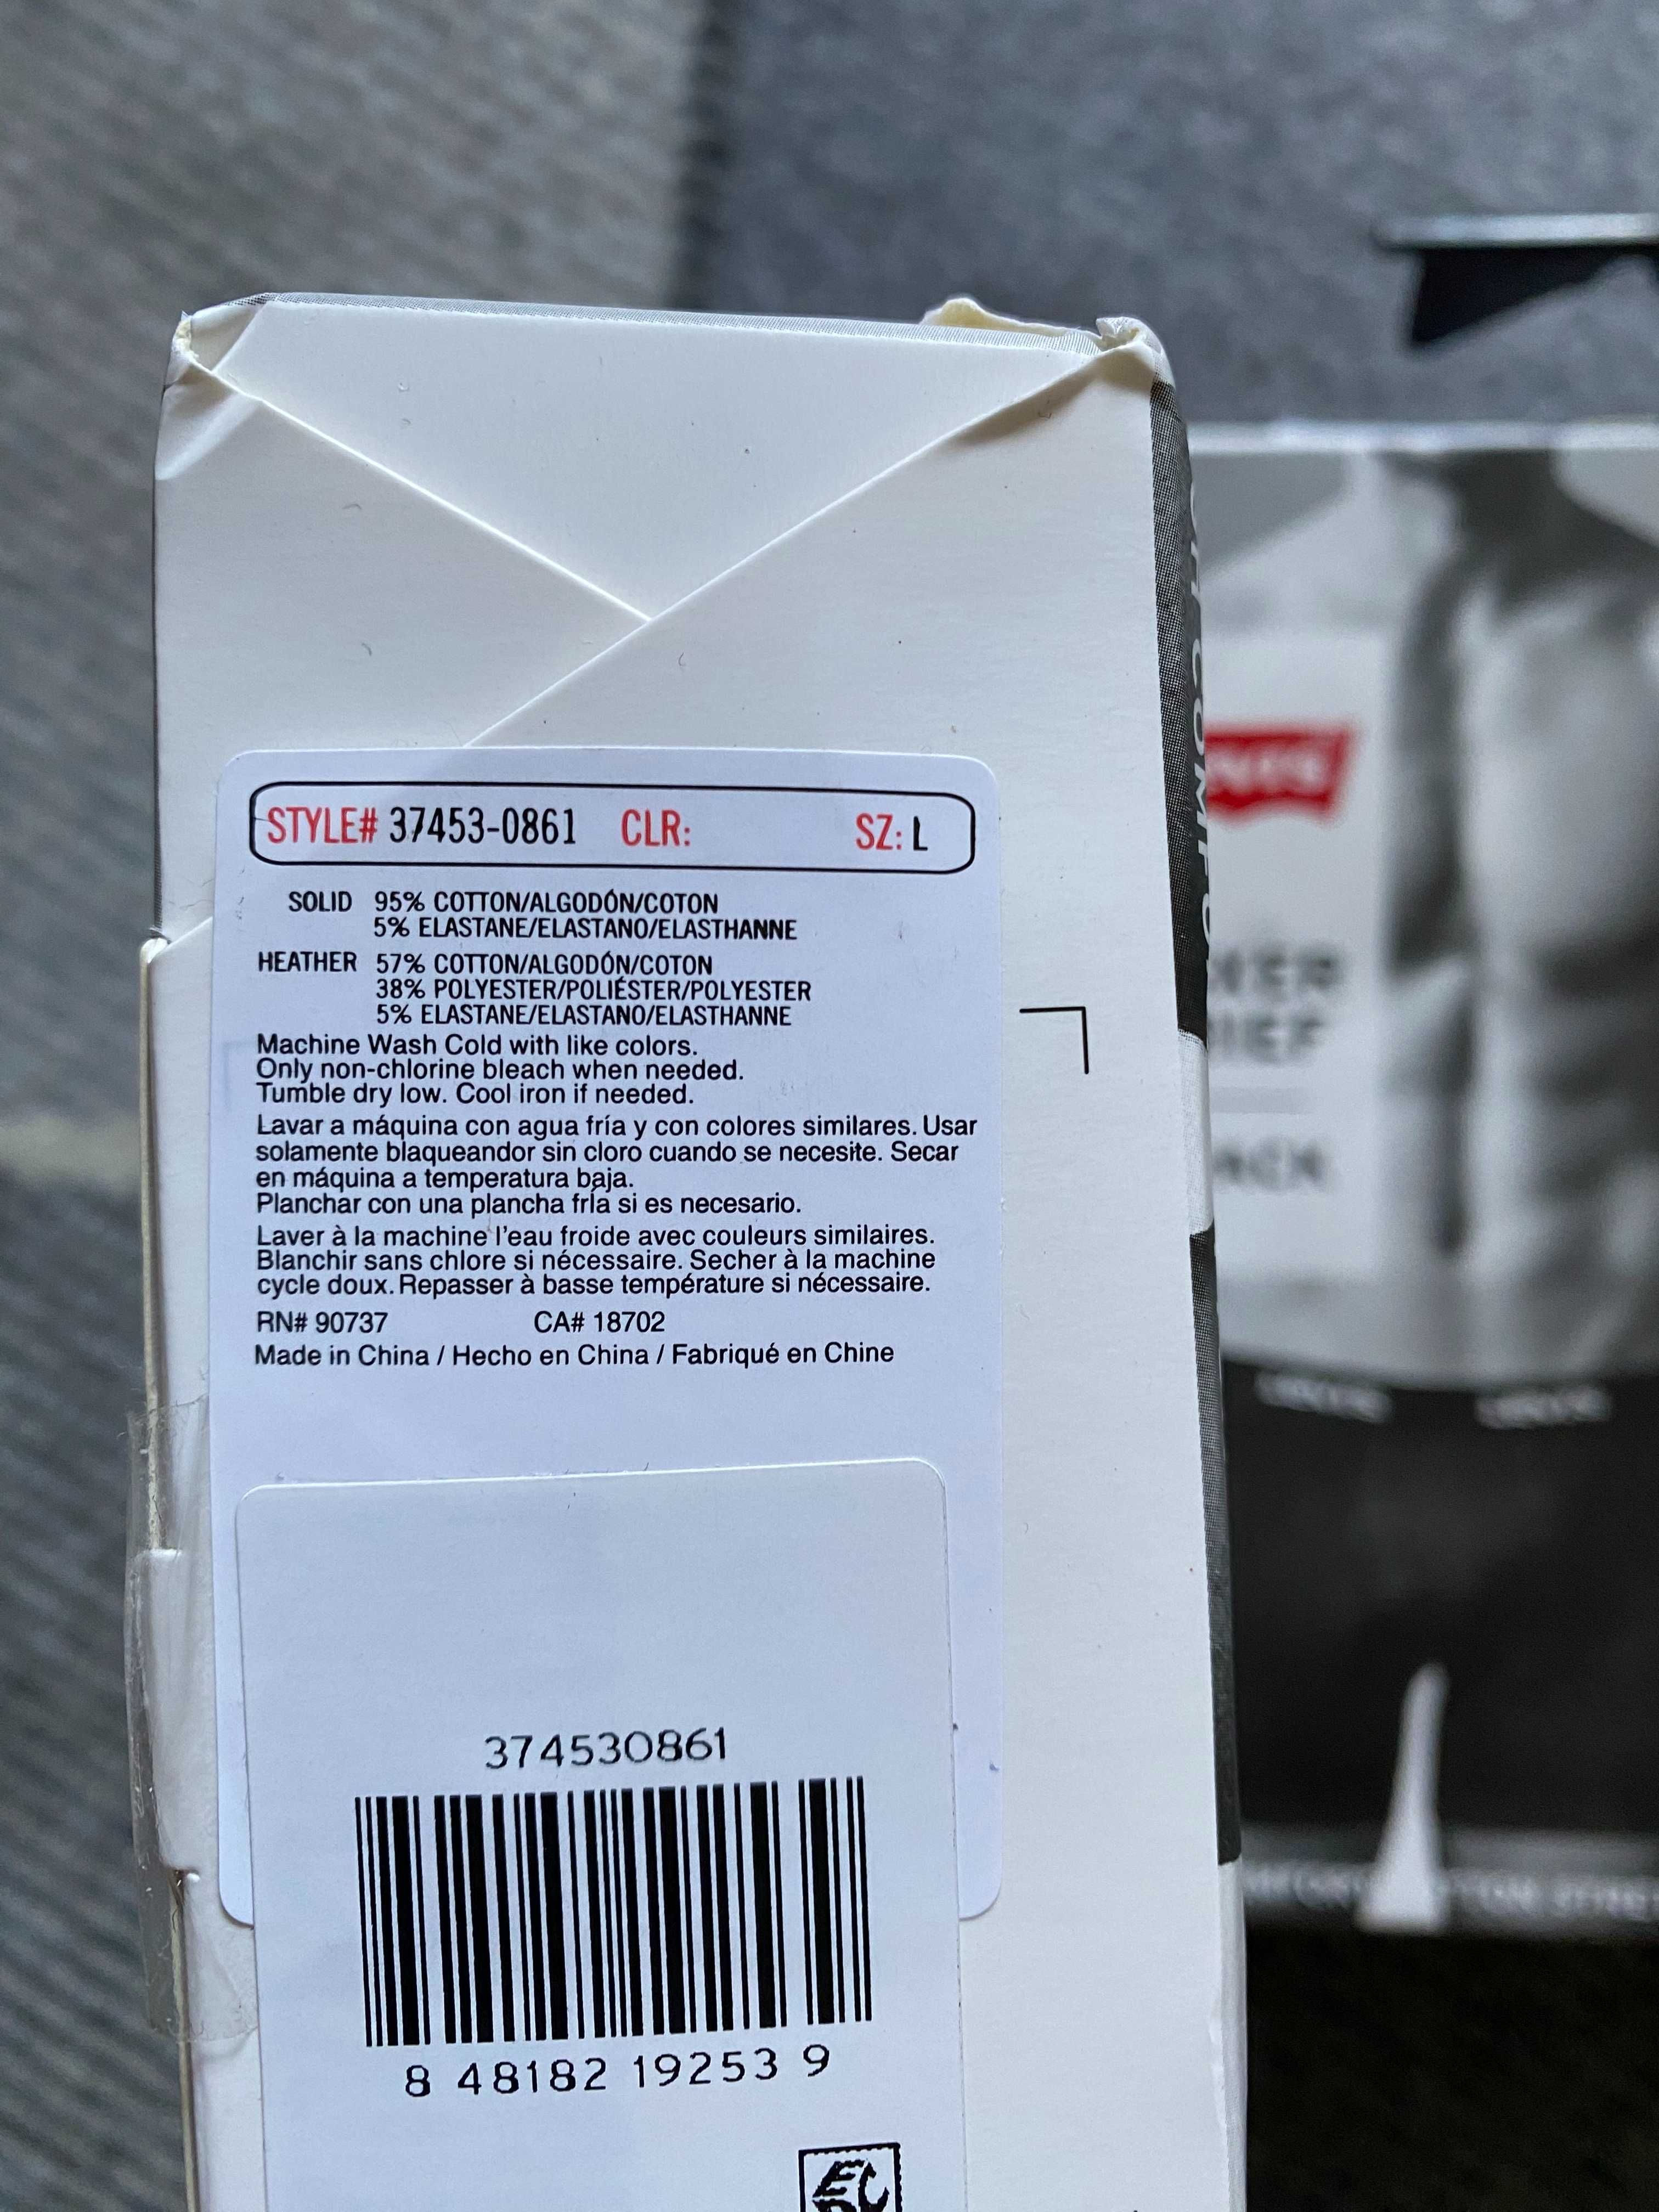 STYLE# 37453-0861 CLR: SZ: L
SOLID 95% COTTON/ALGODÓN/COTON
5% ELASTANE/ELASTANO/ELASTHANNE
HEATHER 57% COTTON/ALGODÓN/COTON
38% POLYESTER/POLIÉSTER/POLYESTER
5% ELASTANE/ELASTANO/ELASTHANNE
Machine Wash Cold with like colors.
Only non-chlorine bleach when needed.
Tumble dry low. Cool iron if needed.
Lavar a máquina con agua fría y con colores similares. Usar
solamente blaqueandor sin cloro cuando se necesite. Secar
en máquina a temperatura baja.
Planchar con una plancha fría si es necesario.
Laver à la machine l'eau froide avec couleurs similaires.
Blanchir sans chlore si nécessaire. Secher à la machine
cycle doux. Repasser à basse température si nécessaire.
RN# 90737 CA# 18702
Made in China / Hecho en China / Fabriqué en Chine
374530861
8 48182 19253 9